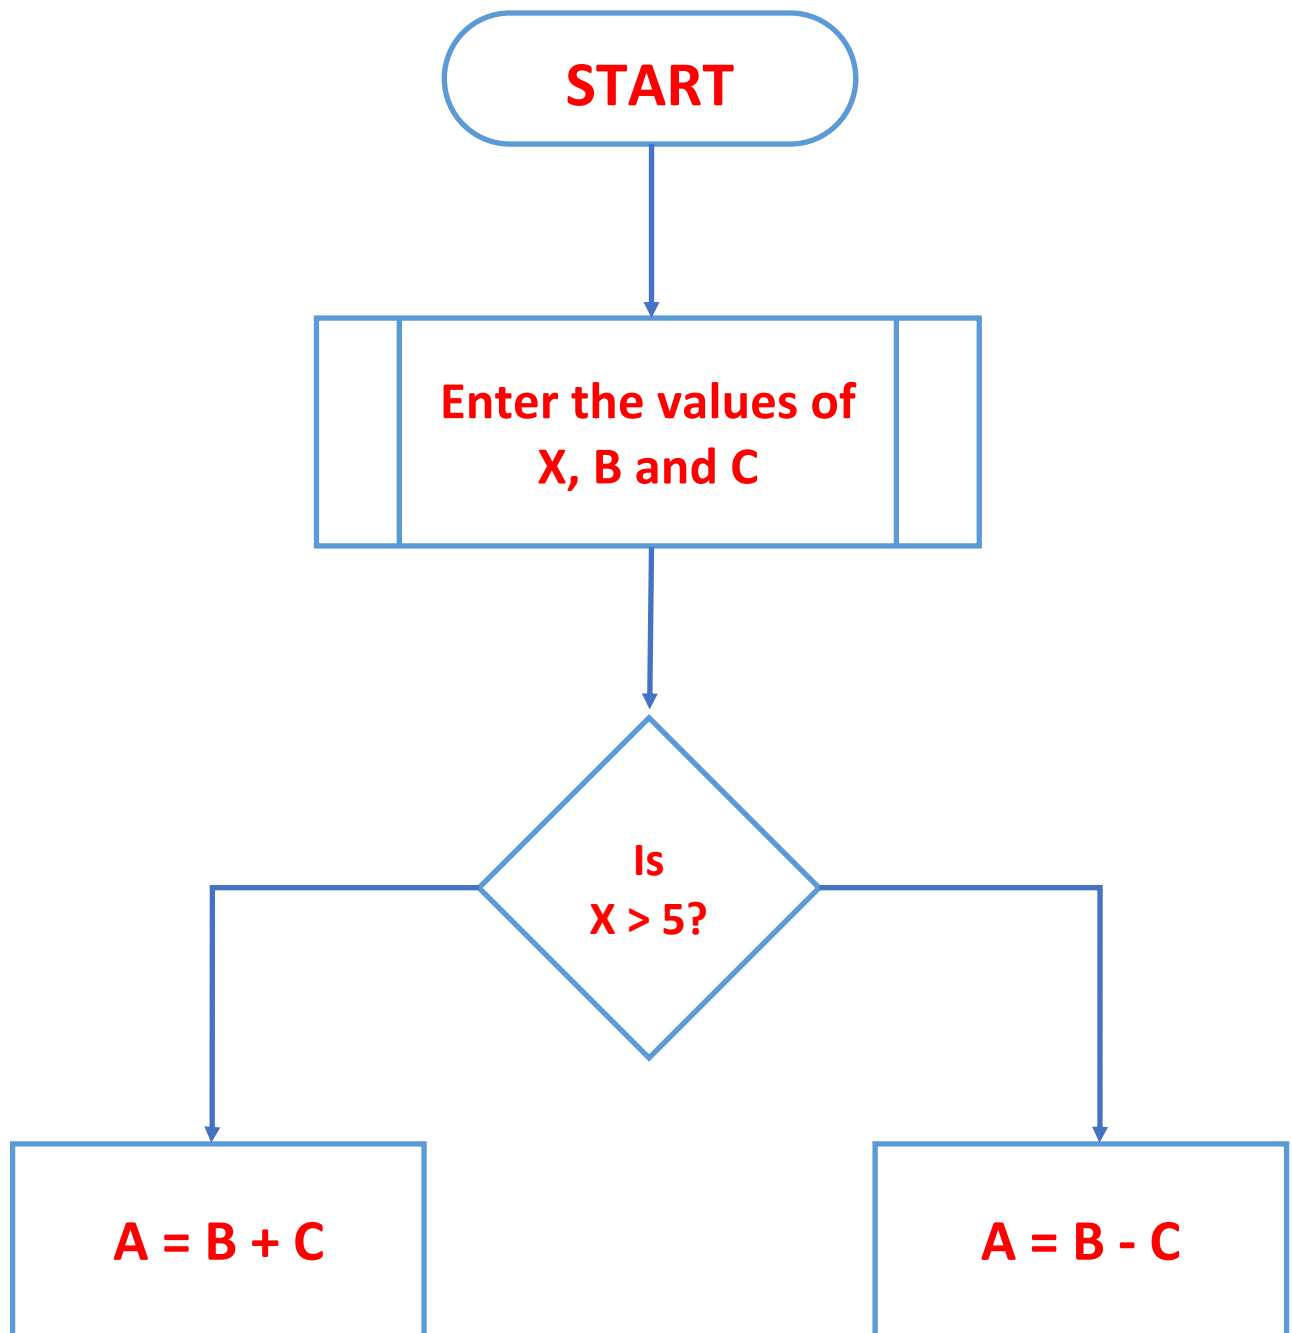 START
Enter the values of
X, B and C
Is
X > 5?
A = B + C
A = B - C